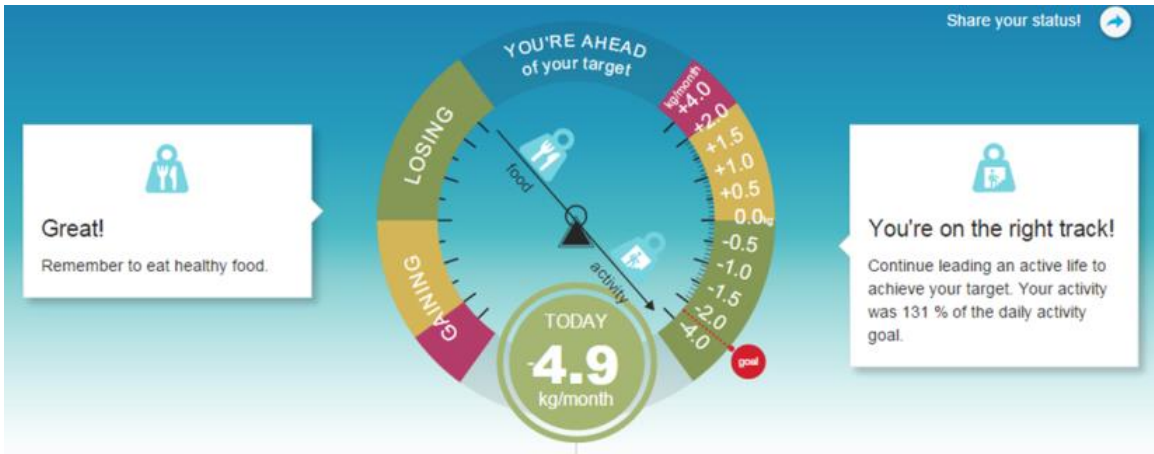 Share your status!
YOU'RE AHEAD
of your target
LOSING
GAINING
kg/month
+4.0
+2.0
+1.5
+1.0
+0.5
0.0kg
-0.5
-1.0
-1.5
-2.0
-4.0
food
activity
goal
TODAY
-4.9
kg/month
Great!
Remember to eat healthy food.
You're on the right track!
Continue leading an active life to
achieve your target. Your activity
was 131 % of the daily activity
goal.